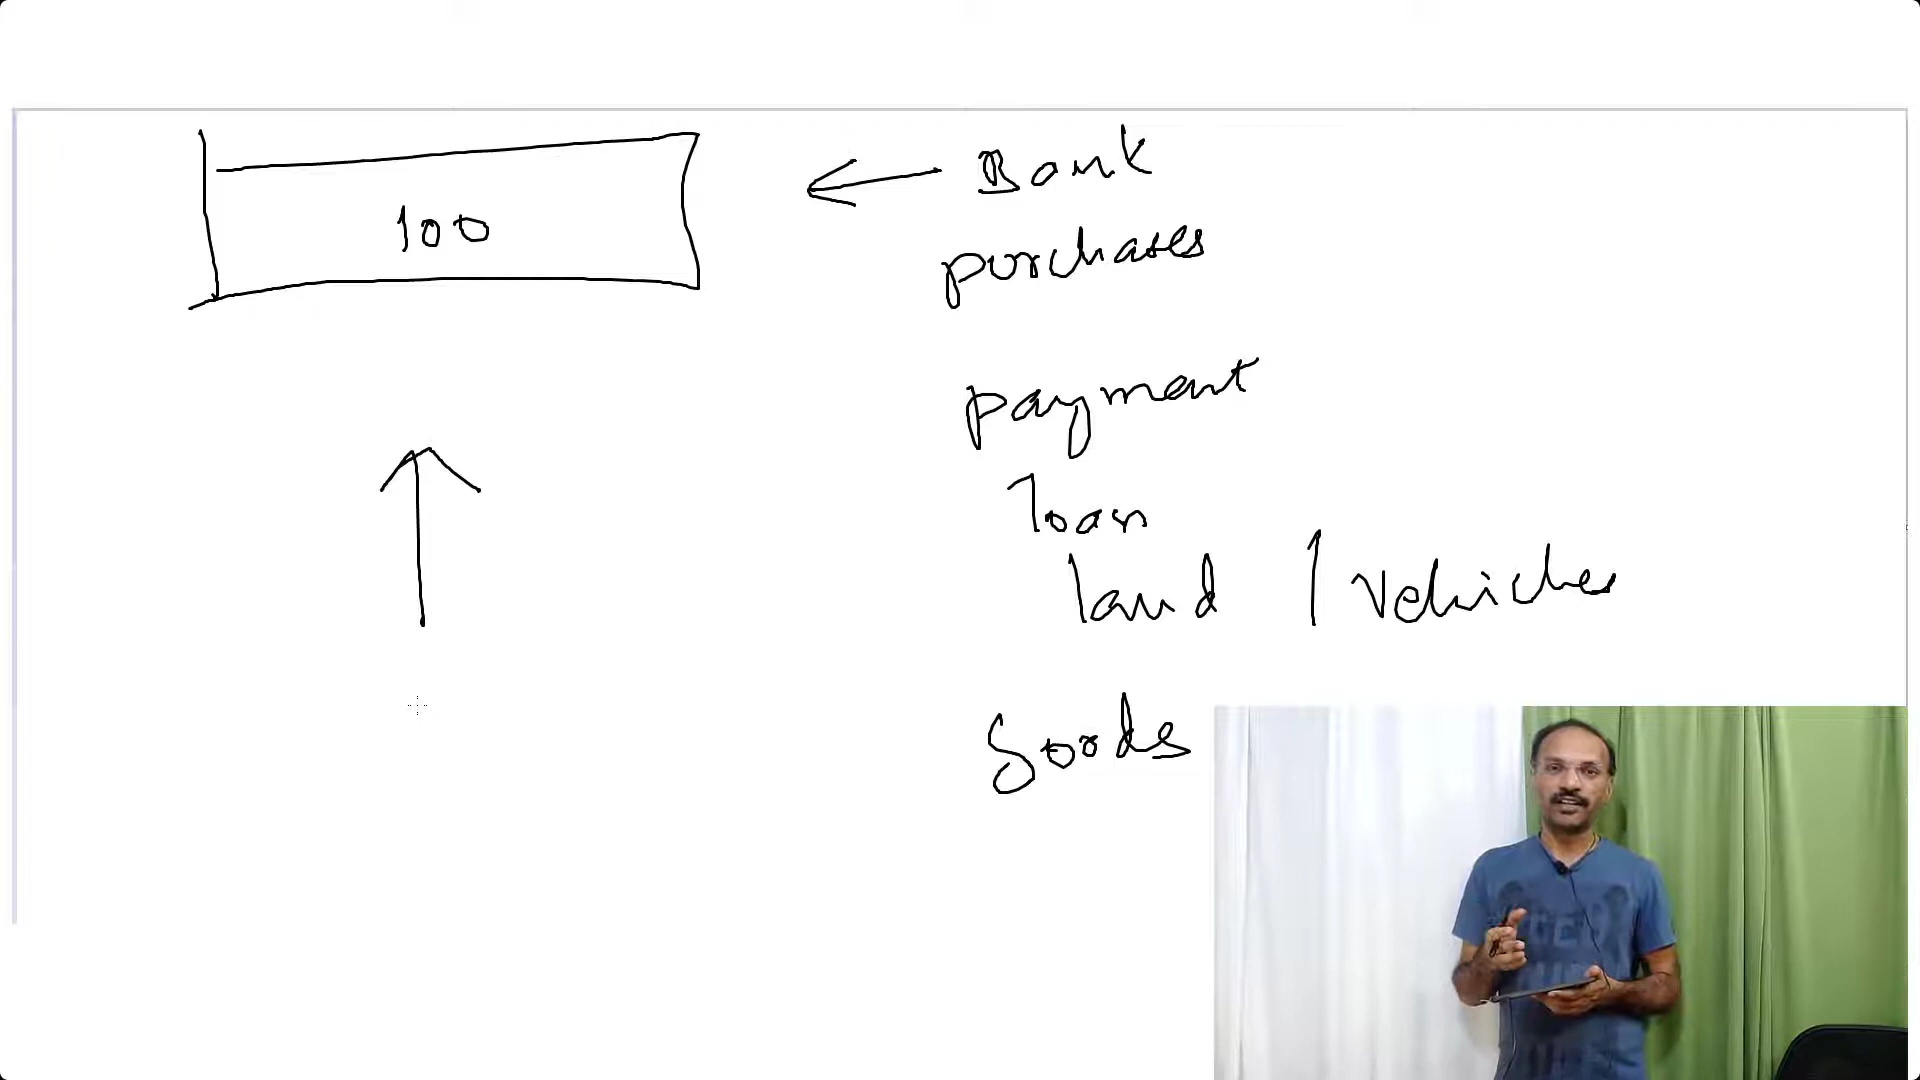 100
Bank
purchases
payment
loan
land / vehicles
Goods